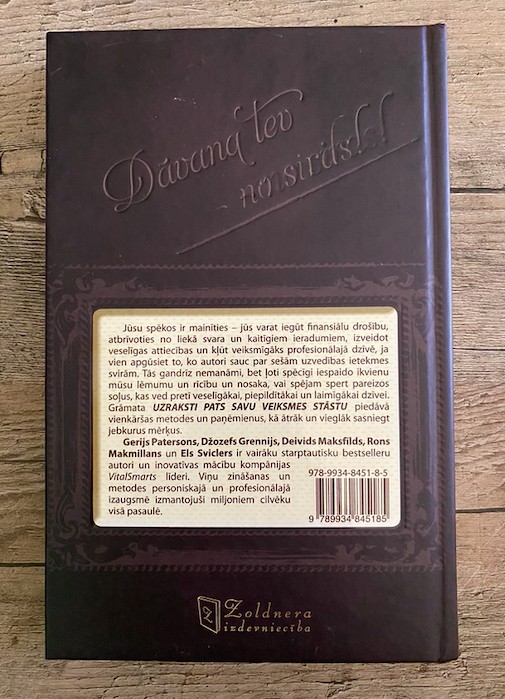 Dāvana tev
no sirds!
Jūsu spēkos ir mainīties – jūs varat iegūt finansiālu drošību,
atbrīvoties no liekā svara un kaitīgiem ieradumiem, izveidot
veselīgas attiecības un kļūt veiksmīgāks profesionālajā dzīvē, ja
vien apgūsiet to, ko autori sauc par sešām uzvedības ietekmes
svirām. Tās gandrīz nemanāmi, bet ļoti spēcīgi iespaido ikvienu
mūsu lēmumu un rīcību un nosaka, vai spējam spert pareizos
soļus, kas ved pretī veselīgākai, piepildītākai un laimīgākai dzīvei.
Grāmata UZRAKSTI PATS SAVU VEIKSMES STĀSTU piedāvā
vienkāršas metodes un paņēmienus, kā ātrāk un vieglāk sasniegt
jebkurus mērķus.
Gerijs Patersons, Džozefs Grennijs, Deivids Maksfīlds, Rons
Makmillans un Els Sviclers ir vairāku starptautisku bestselleru
autori un inovatīvas mācību kompānijas
VitalSmarts līderi. Viņu zināšanas un
metodes personiskajā un profesionālajā
izaugsmē izmantojuši miljoniem cilvēku
visā pasaulē.
978-9934-8451-8-5
9 789934 845185
Z Zoldnera
izdevniecība